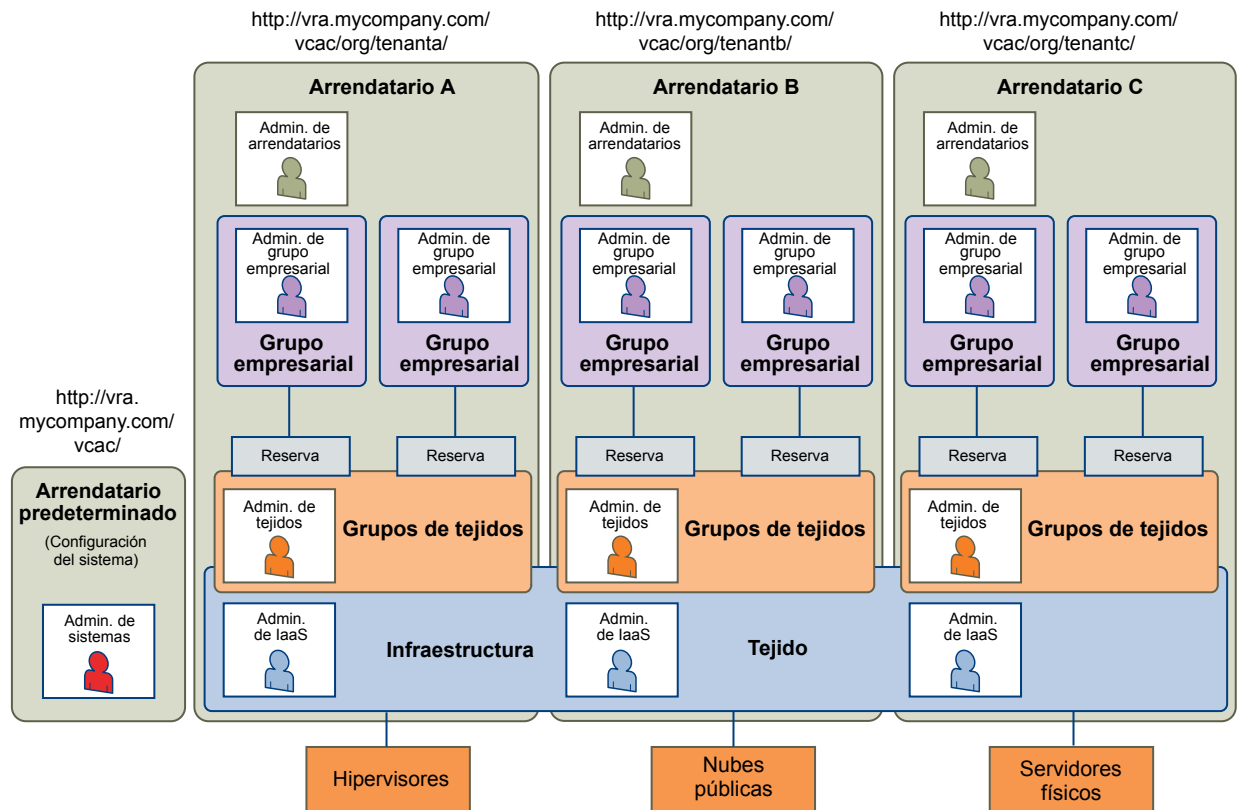 http://vra.mycompany.com/
vcac/org/tenanta/
http://vra.mycompany.com/
vcac/org/tenantb/
http://vra.mycompany.com/
vcac/org/tenantc/
Arrendatario A
Admin. de
arrendatarios
Admin. de
grupo
empresarial
Grupo
empresarial
Admin. de
grupo
empresarial
Grupo
empresarial
Reserva
Reserva
Admin. de
tejidos
Grupos de tejidos
Arrendatario B
Admin. de
arrendatarios
Admin. de
grupo
empresarial
Grupo
empresarial
Admin. de
grupo
empresarial
Grupo
empresarial
Reserva
Reserva
Admin. de
tejidos
Grupos de tejidos
Arrendatario C
Admin. de
arrendatarios
Admin. de
grupo
empresarial
Grupo
empresarial
Admin. de
grupo
empresarial
Grupo
empresarial
Reserva
Reserva
Admin. de
tejidos
Grupos de tejidos
http://vra.
mycompany.com/
vcac/
Arrendatario
predeterminado
(Configuración
del sistema)
Admin. de
sistemas
Admin.
de IaaS
Infraestructura
Admin.
de IaaS
Tejido
Admin.
de IaaS
Hipervisores
Nubes
públicas
Servidores
físicos